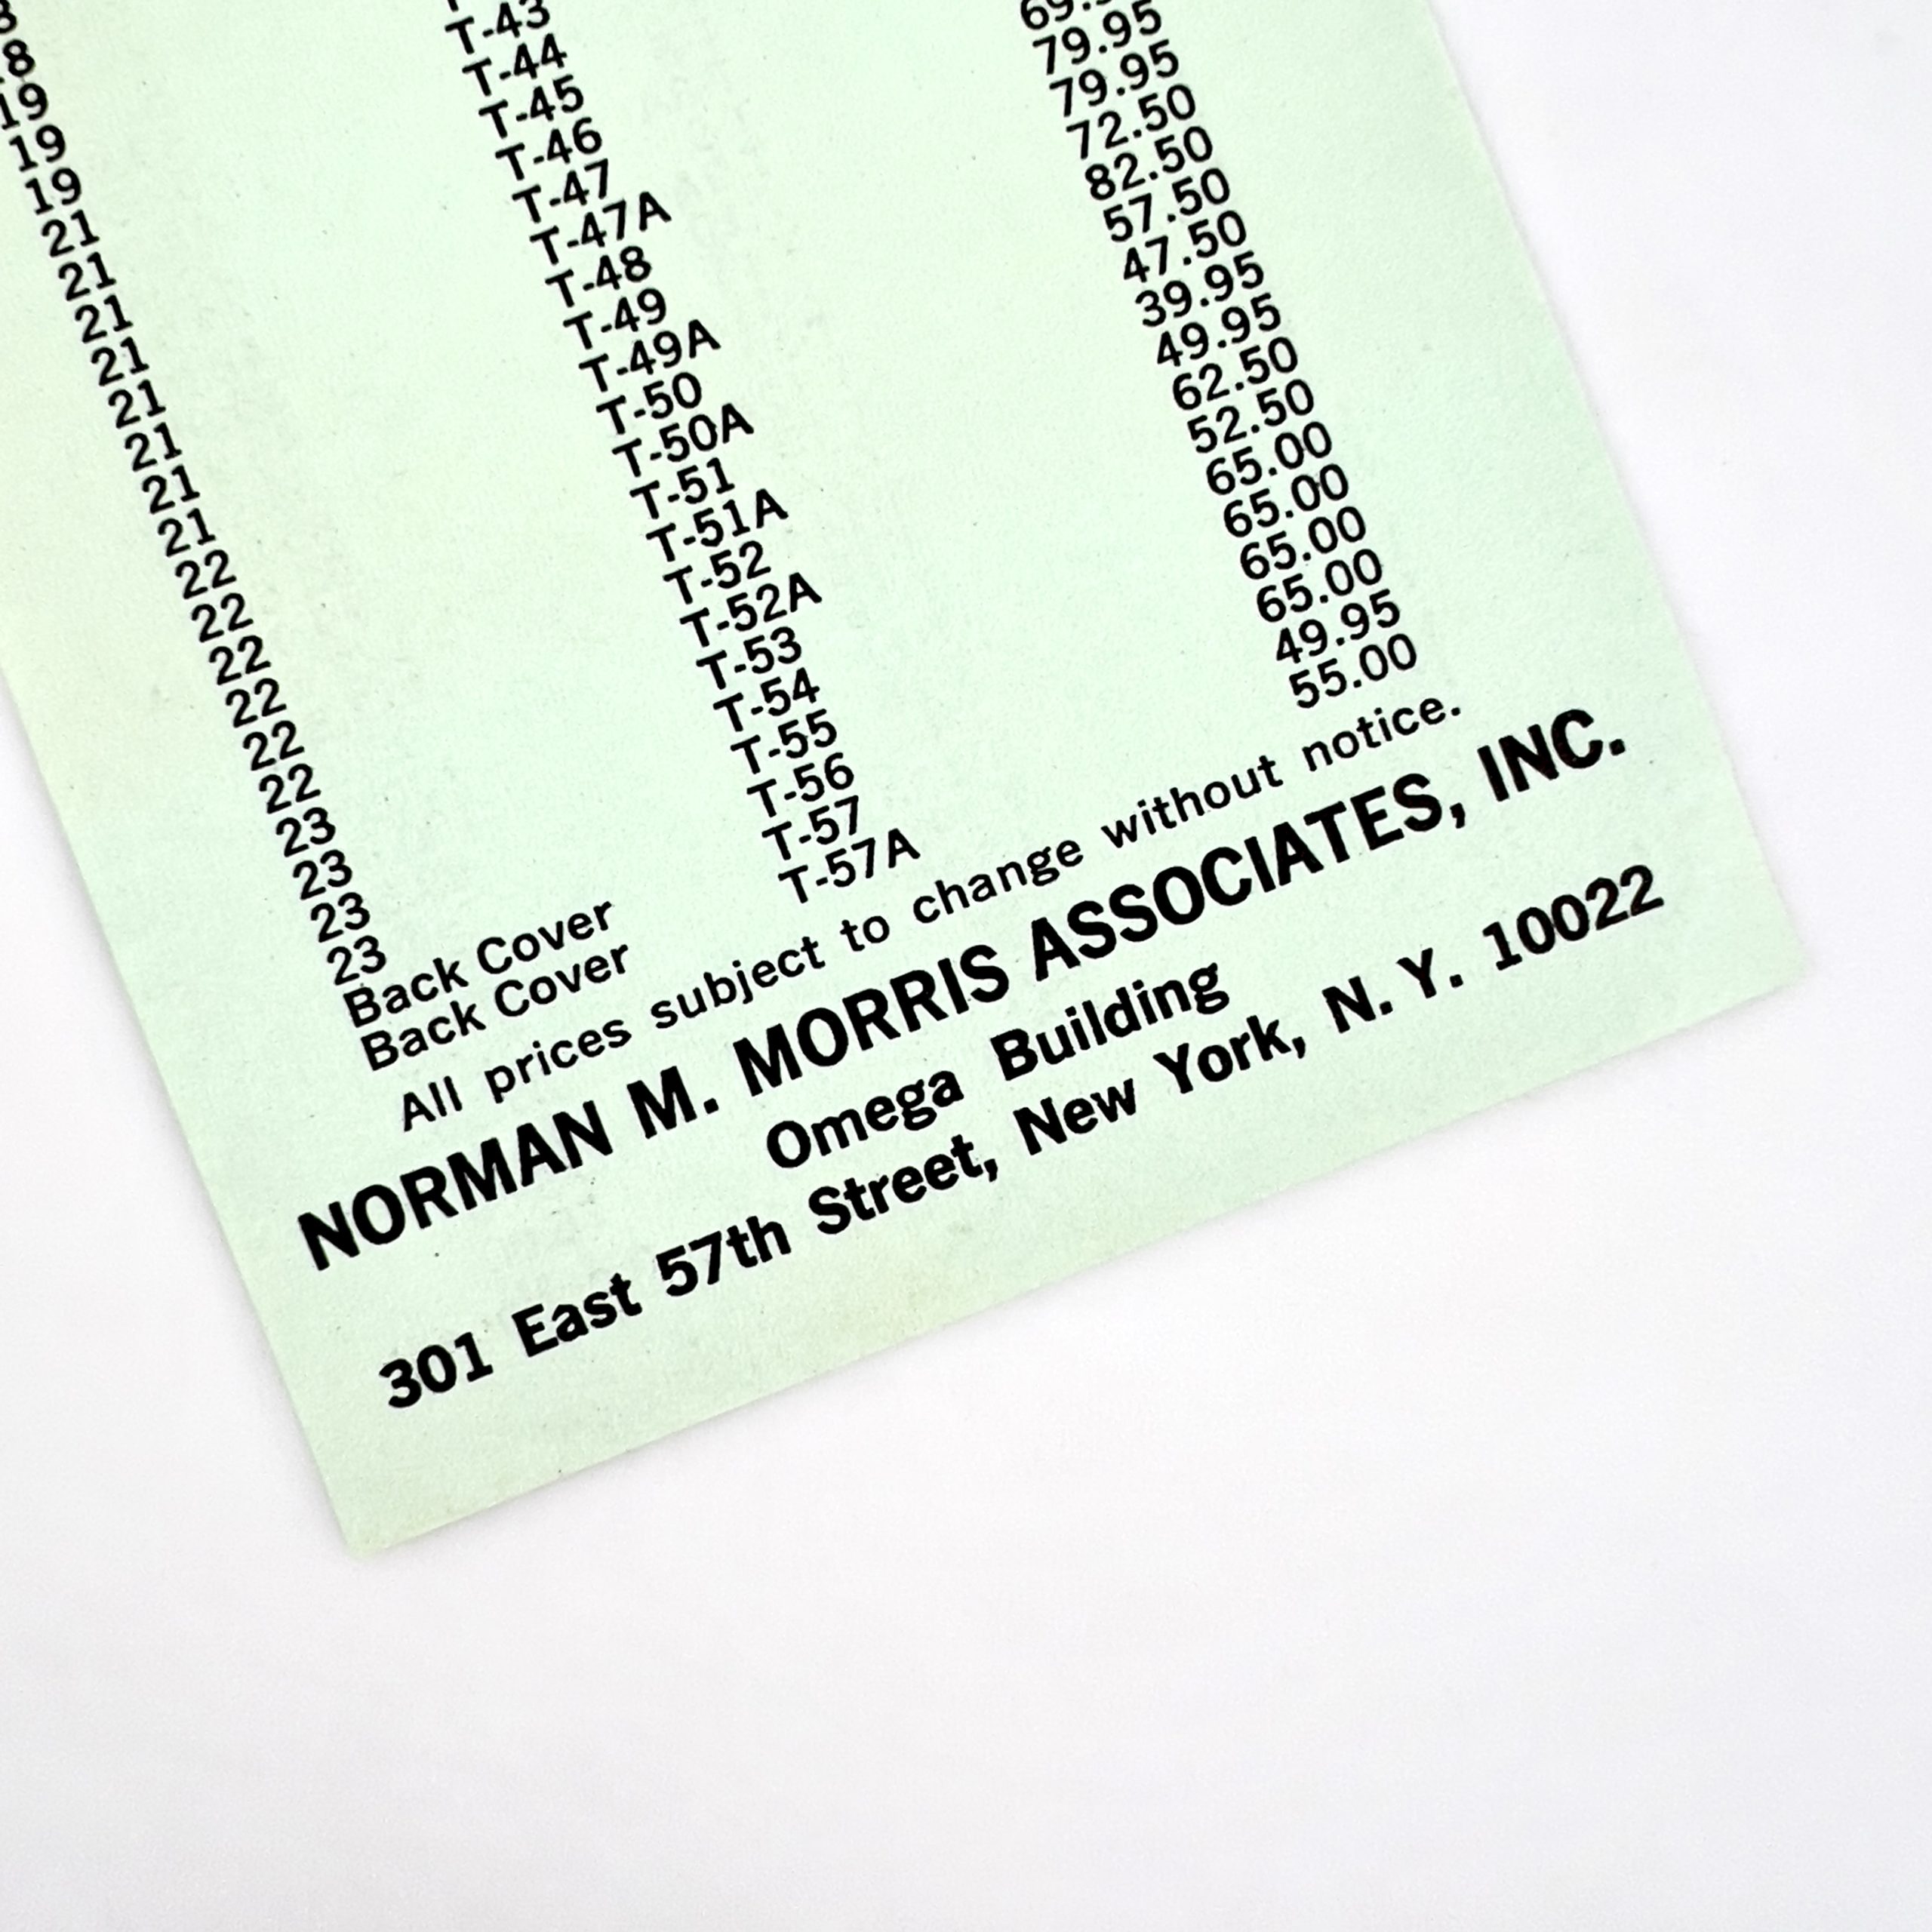 19
19
19 T-43
21 T-44
21 T-45
21 T-46
21 T-47
21 T-47A 79.95
21 T-48 79.95
21 T-49 72.50
21 T-49A 82.50
22 T-50 57.50
22 T-50A 47.50
22 T-51 39.95
22 T-51A 49.95
22 T-52 62.50
22 T-52A 52.50
23 T-53 65.00
23 T-54 65.00
23 T-55 65.00
23 T-56 65.00
Back Cover T-57 49.95
Back Cover T-57A 55.00
All prices subject to change without notice.
NORMAN M. MORRIS ASSOCIATES, INC.
Omega Building
301 East 57th Street, New York, N. Y. 10022